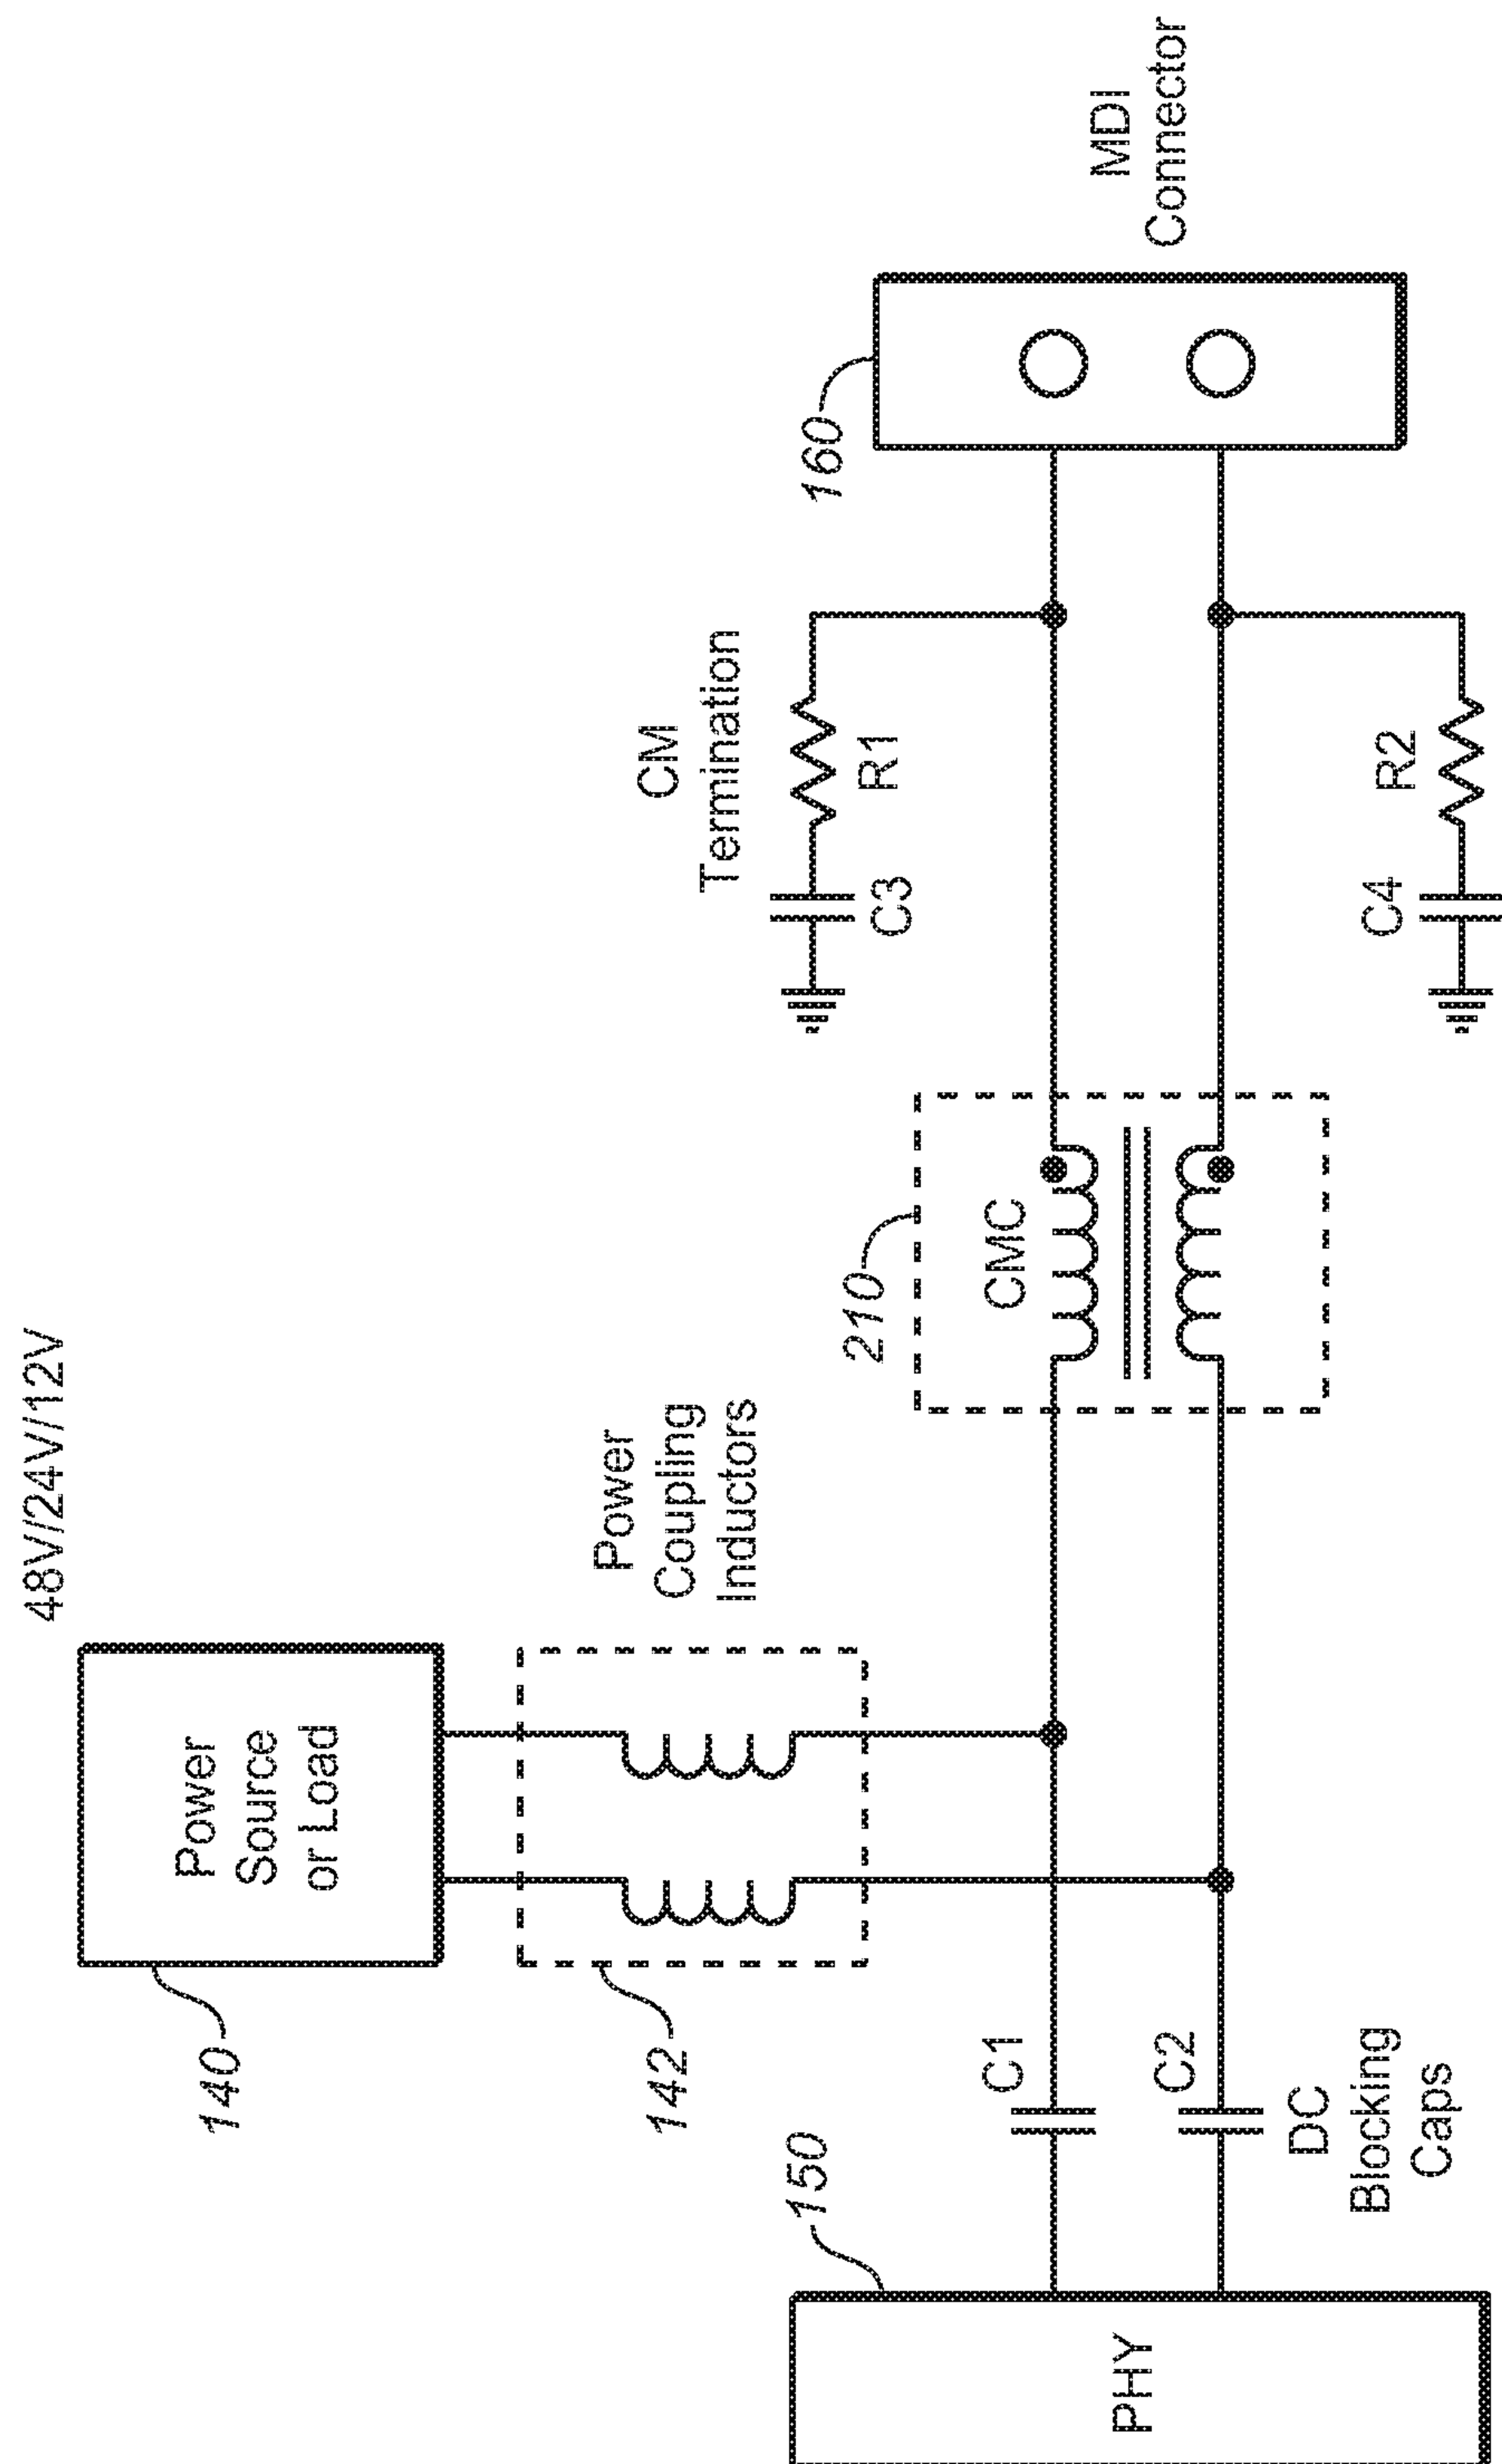 48V/24V/12V
140
Power
Source
or Load
142
Power
Coupling
Inductors
150
PHY
C1
C2
DC
Blocking
Caps
210
CMC
CM
Termination
C3
R1
C4
R2
160
MDI
Connector